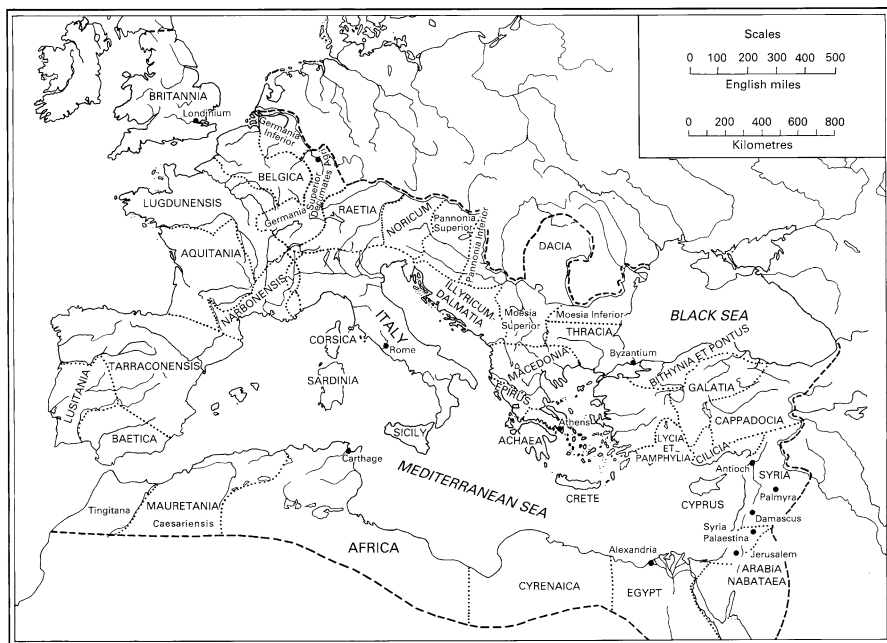 Scales
0 100 200 300 400 500
English miles
0 200 400 600 800
Kilometres
BRITANNIA
Londinium
Germania
Inferior
BELGICA
LUGDUNENSIS
Germania
Superior
Decumates Agri
RAETIA
NORICUM
Pannonia
Superior
Pannonia Inferior
DACIA
AQUITANIA
NARBONENSIS
ILLYRICUM
DALMATIA
Moesia
Superior
Moesia Inferior
BLACK SEA
THRACIA
ITALY
CORSICA
Rome
Byzantium
BITHYNIA ET PONTUS
MACEDONIA
TARRACONENSIS
LUSITANIA
SARDINIA
EPIRUS
GALATIA
CAPPADOCIA
BAETICA
SICILY
ACHAEA
Athens
LYCIA
ET
PAMPHYLIA
CILICIA
Carthage
MEDITERRANEAN SEA
Antioch
SYRIA
CRETE
CYPRUS
Palmyra
Tingitana
MAURETANIA
Caesariensis
Damascus
Syria
Palaestina
AFRICA
Alexandria
Jerusalem
ARABIA
NABATAEA
CYRENAICA
EGYPT